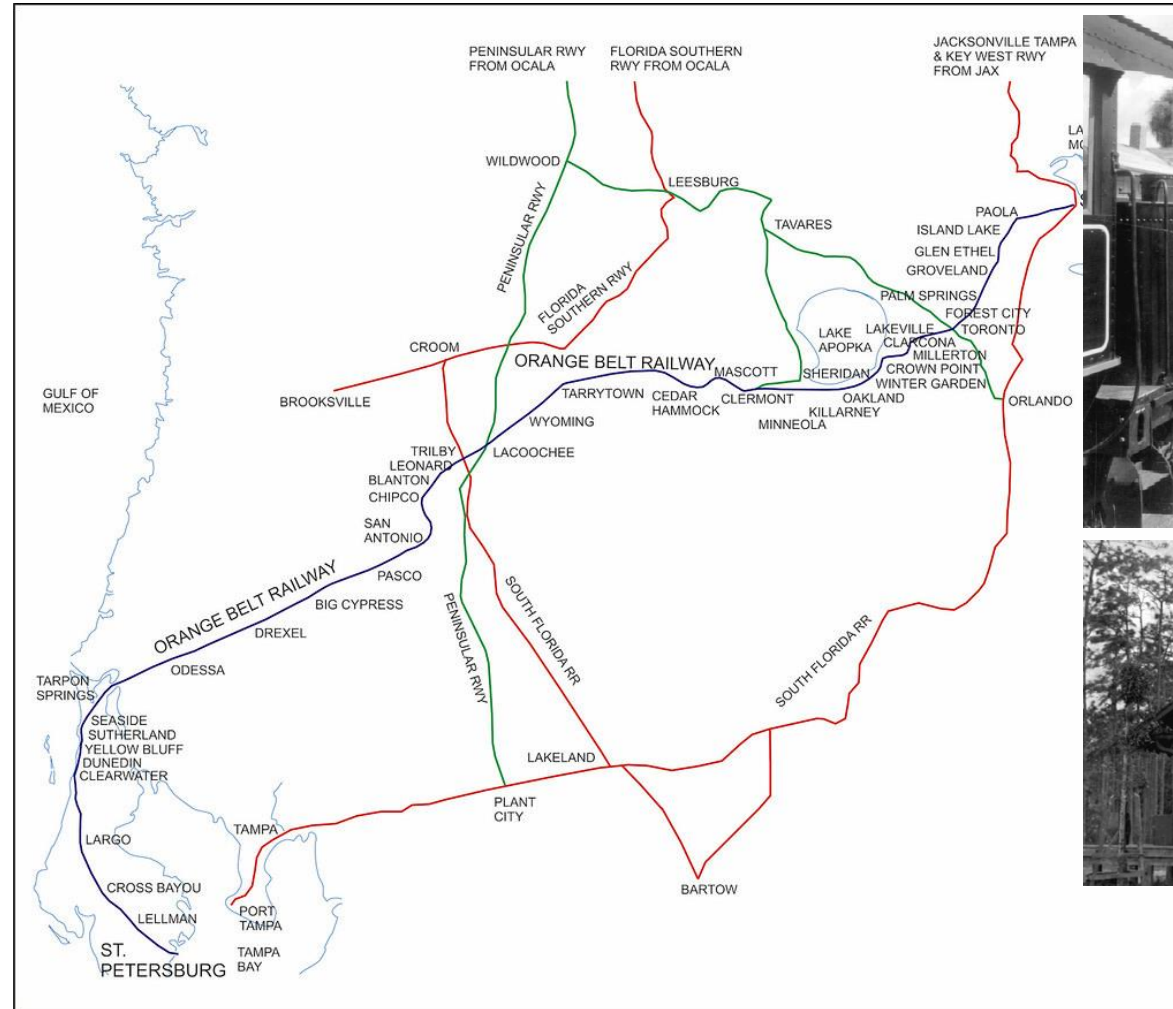 PENINSULAR RWY
FROM OCALA
FLORIDA SOUTHERN
RWY FROM OCALA
JACKSONVILLE TAMPA
& KEY WEST RWY
FROM JAX
WILDWOOD
LEESBURG
PENINSULAR RWY
TAVARES
PAOLA
ISLAND LAKE
GLEN ETHEL
GROVELAND
PALM SPRINGS
FOREST CITY
TORONTO
FLORIDA
SOUTHERN RWY
LAKE
APOPKA
LAKEVILLE
CLARCONA
MILLERTON
CROWN POINT
WINTER GARDEN
OAKLAND
KILLARNEY
MINNEOLA
SHERIDAN
ORLANDO
CROOM
ORANGE BELT RAILWAY
MASCOTT
CLERMONT
CEDAR
HAMMOCK
TARRYTOWN
WYOMING
GULF OF
MEXICO
BROOKSVILLE
LACOOCHEE
TRILBY
LEONARD
BLANTON
CHIPCO
SAN
ANTONIO
PASCO
BIG CYPRESS
DREXEL
ODESSA
ORANGE BELT RAILWAY
PENINSULAR RWY
SOUTH FLORIDA RR
SOUTH FLORIDA RR
TARPON
SPRINGS
SEASIDE
SUTHERLAND
YELLOW BLUFF
DUNEDIN
CLEARWATER
LAKELAND
PLANT
CITY
TAMPA
LARGO
BARTOW
CROSS BAYOU
LELLMAN
PORT
TAMPA
ST.
PETERSBURG
TAMPA
BAY